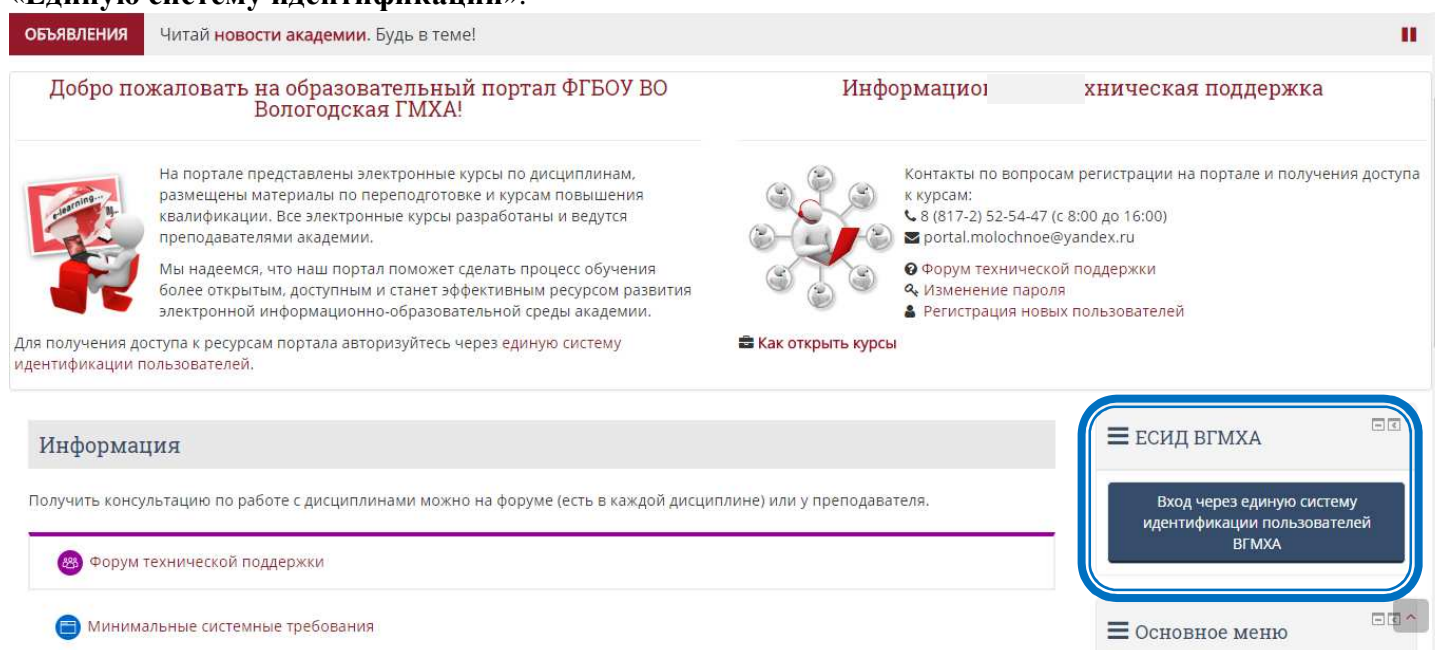 «Единую систему идентификации».
ОБЪЯВЛЕНИЯ Читай новости академии. Будь в теме!
Добро пожаловать на образовательный портал ФГБОУ ВО
Вологодская ГМХА!
На портале представлены электронные курсы по дисциплинам,
размещены материалы по переподготовке и курсам повышения
квалификации. Все электронные курсы разработаны и ведутся
преподавателями академии.
Мы надеемся, что наш портал поможет сделать процесс обучения
более открытым, доступным и станет эффективным ресурсом развития
электронной информационно-образовательной среды академии.
e-learning...
Для получения доступа к ресурсам портала авторизуйтесь через единую систему
идентификации пользователей.
поддержка
Контакты по вопросам регистрации на портале и получения доступа
к курсам:
8 (817-2) 52-54-47 (с 8:00 до 16:00)
portal.molochnoe@yandex.ru
Форум технической поддержки
Изменение пароля
Регистрация новых пользователей
Как открыть курсы
Информация
Получить консультацию по работе с дисциплинами можно на форуме (есть в каждой дисциплине) или у преподавателя.
Форум технической поддержки
Минимальные системные требования
ЕСИД ВГМХА
Вход через единую систему
идентификации пользователей
ВГМХА
Основное меню